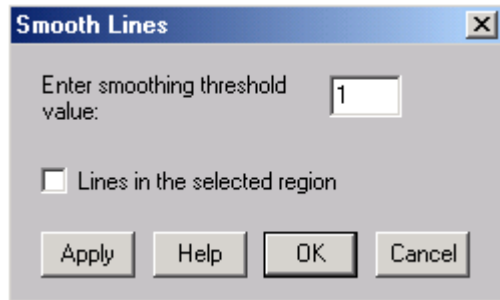 Smooth Lines
Enter smoothing threshold
value:
1
Lines in the selected region
Apply Help OK Cancel